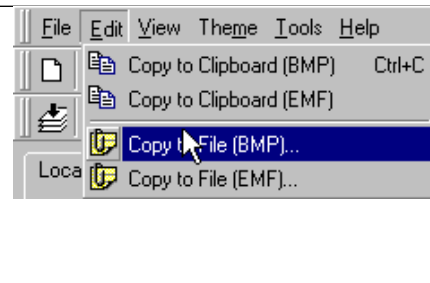 File Edit View Theme Tools Help
Copy to Clipboard (BMP) Ctrl+C
Copy to Clipboard (EMF)
Copy to File (BMP)...
Loca
Copy to File (EMF)...